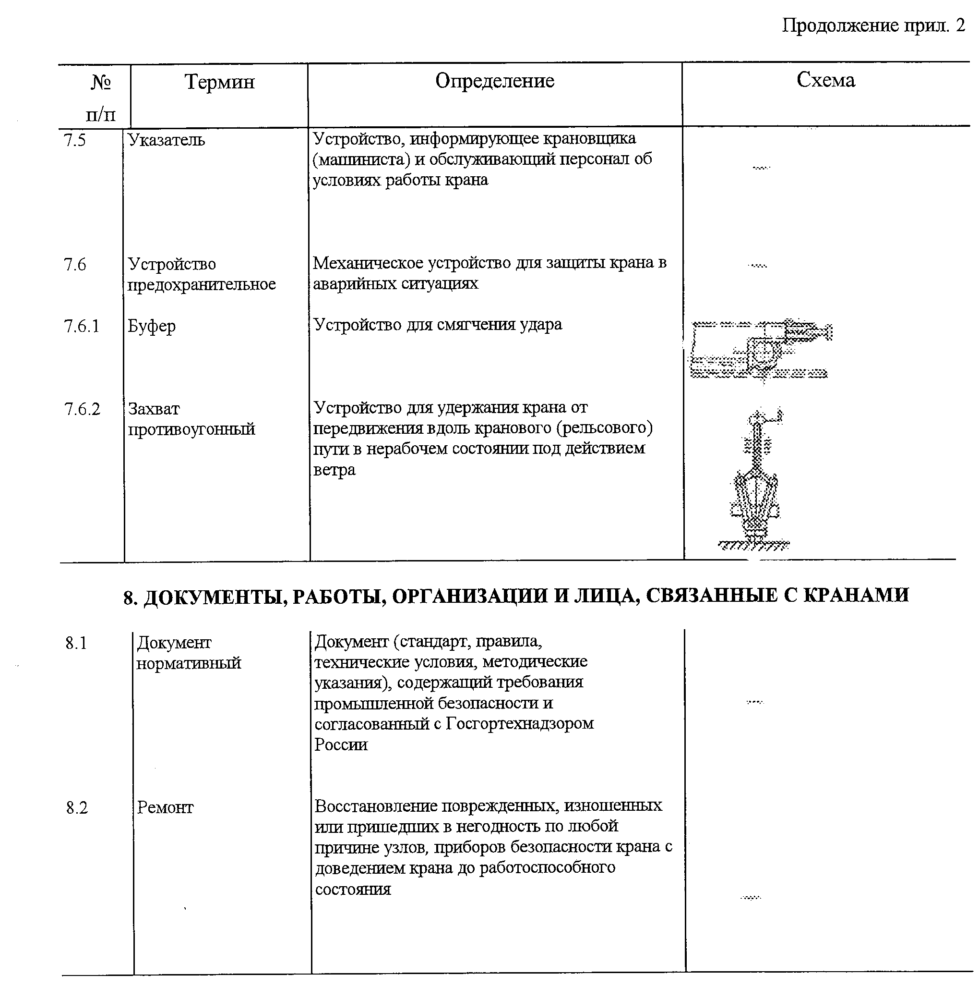 Продолжение прил. 2
№ п/п
Термин
Определение
Схема
7.5
Указатель
Устройство, информирующее крановщика
(машиниста) и обслуживающий персонал об
условиях работы крана
7.6
Устройство
предохранительное
Механическое устройство для защиты крана в
аварийных ситуациях
7.6.1
Буфер
Устройство для смягчения удара
7.6.2
Захват
противоугонный
Устройство для удержания крана от
передвижения вдоль кранового (рельсового)
пути в нерабочем состоянии под действием
ветра
8. ДОКУМЕНТЫ, РАБОТЫ, ОРГАНИЗАЦИИ И ЛИЦА, СВЯЗАННЫЕ С КРАНАМИ
8.1
Документ
нормативный
Документ (стандарт, правила,
технические условия, методические
указания), содержащий требования
промышленной безопасности и
согласованный с Госгортехнадзором
России
8.2
Ремонт
Восстановление поврежденных, изношенных
или пришедших в негодность по любой
причине узлов, приборов безопасности крана с
доведением крана до работоспособного
состояния